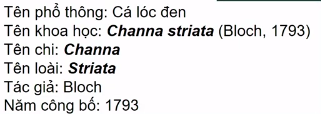 Tên phổ thông: Cá lóc đen
Tên khoa học: Channa striata (Bloch, 1793)
Tên chi: Channa
Tên loài: Striata
Tác giả: Bloch
Năm công bố: 1793